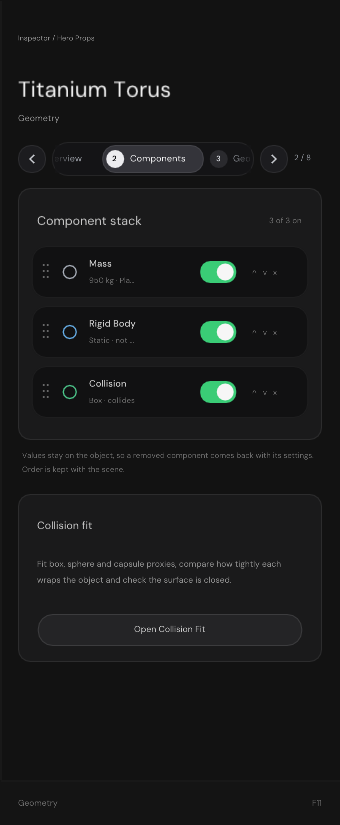 Inspector / Hero Props
Titanium Torus
Geometry
2 Components 3 2 / 8
Component stack 3 of 3 on
Mass
950 kg · Pla...
Rigid Body
Static · not ...
Collision
Box · collides
Values stay on the object, so a removed component comes back with its settings.
Order is kept with the scene.
Collision fit
Fit box, sphere and capsule proxies, compare how tightly each
wraps the object and check the surface is closed.
Open Collision Fit
Geometry F11